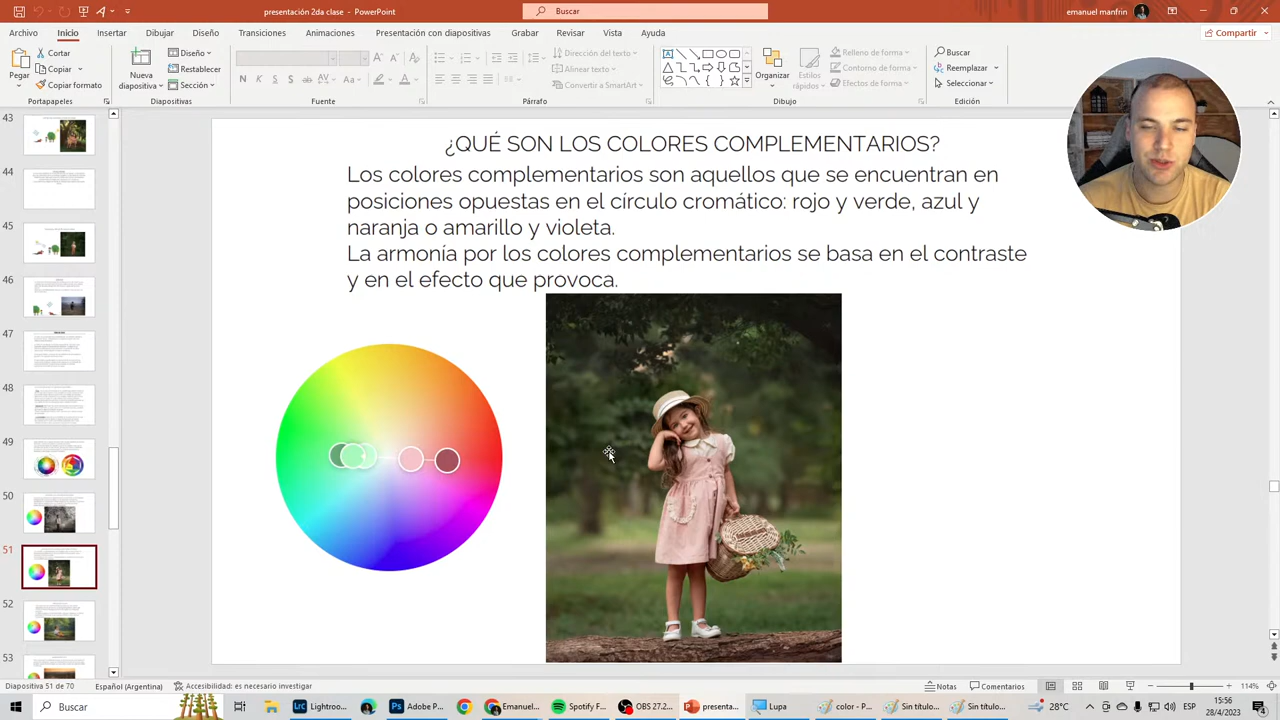 presentación 2da clase - PowerPoint
Buscar
emanuel manfrin
Archivo
Inicio
Insertar
Dibujar
Diseño
Transiciones
Animaciones
Presentación con diapositivas
Grabar
Revisar
Vista
Ayuda
Compartir
Pegar
Cortar
Copiar
Copiar formato
Portapapeles
Nueva
diapositiva
Diseño
Restablecer
Sección
Diapositivas
Fuente
Dirección del texto
Alinear texto
Convertir a SmartArt
Párrafo
Organizar
Estilos
rápidos
Relleno de forma
Contorno de forma
Efectos de forma
Dibujo
Buscar
Reemplazar
Seleccionar
Edición
43
44
45
46
47
48
49
50
51
52
53
¿QUÉ SON LOS COLORES COMPLEMENTARIOS?
Los colores complementarios son aquellos que se encuentran en
posiciones opuestas en el círculo cromático: rojo y verde, azul y
naranja o amarillo y violeta.
La armonía por los colores complementarios se basa en el contraste
y en el efecto que provoca.
Diapositiva 51 de 70
Español (Argentina)
Accesibilidad: es necesario investigar
Notas
Comentarios
114%
Buscar
Lightroo...
Adobe P...
Emanuel...
Spotify F...
OBS 27.2...
presenta...
Lupa
color - P...
Sin título...
Sin título...
28°C
ESP
15:56
28/4/2023